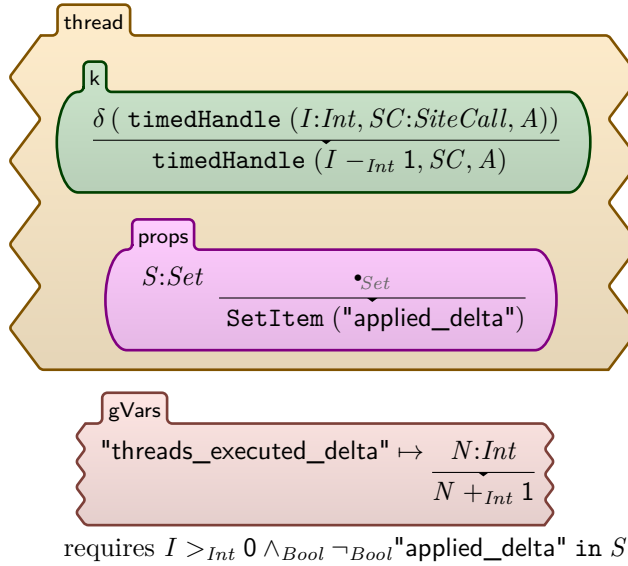 thread
k
δ ( timedHandle (I:Int, SC:SiteCall, A))
timedHandle (I −Int 1, SC, A)
props
S:Set •Set
SetItem ("applied_delta")
gVars
"threads_executed_delta" ↦ N:Int
N +Int 1
requires I >Int 0 ∧Bool ¬Bool"applied_delta" in S